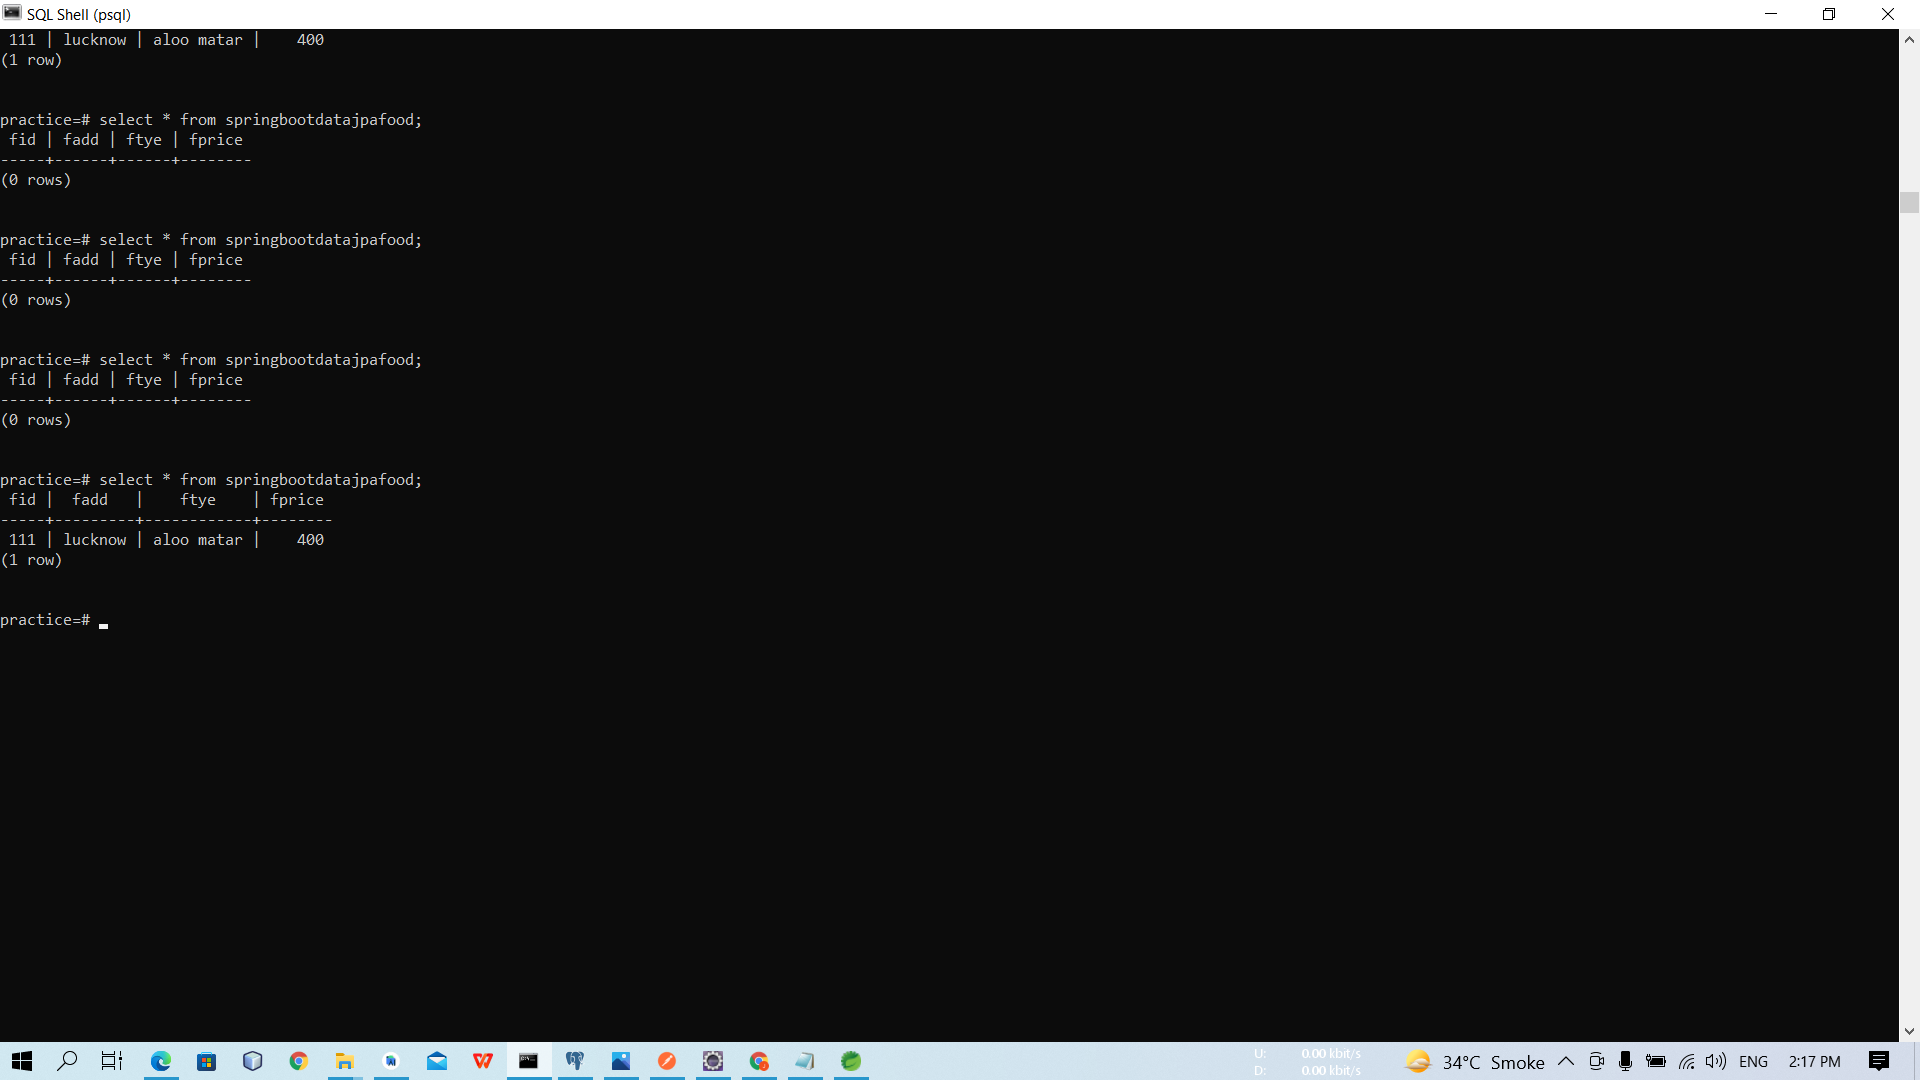 SQL Shell (psql)
111 | lucknow | aloo matar |    400
(1 row)
practice=# select * from springbootdatajpafood;
fid | fadd | ftye | fprice
-----+------+------+--------
(0 rows)
practice=# select * from springbootdatajpafood;
fid | fadd | ftye | fprice
-----+------+------+--------
(0 rows)
practice=# select * from springbootdatajpafood;
fid | fadd | ftye | fprice
-----+------+------+--------
(0 rows)
practice=# select * from springbootdatajpafood;
fid |  fadd   |    ftye    | fprice
-----+---------+------------+--------
111 | lucknow | aloo matar |    400
(1 row)
practice=#
U: 0.00 kbit/s
D: 0.00 kbit/s
34°C Smoke ENG 2:17 PM